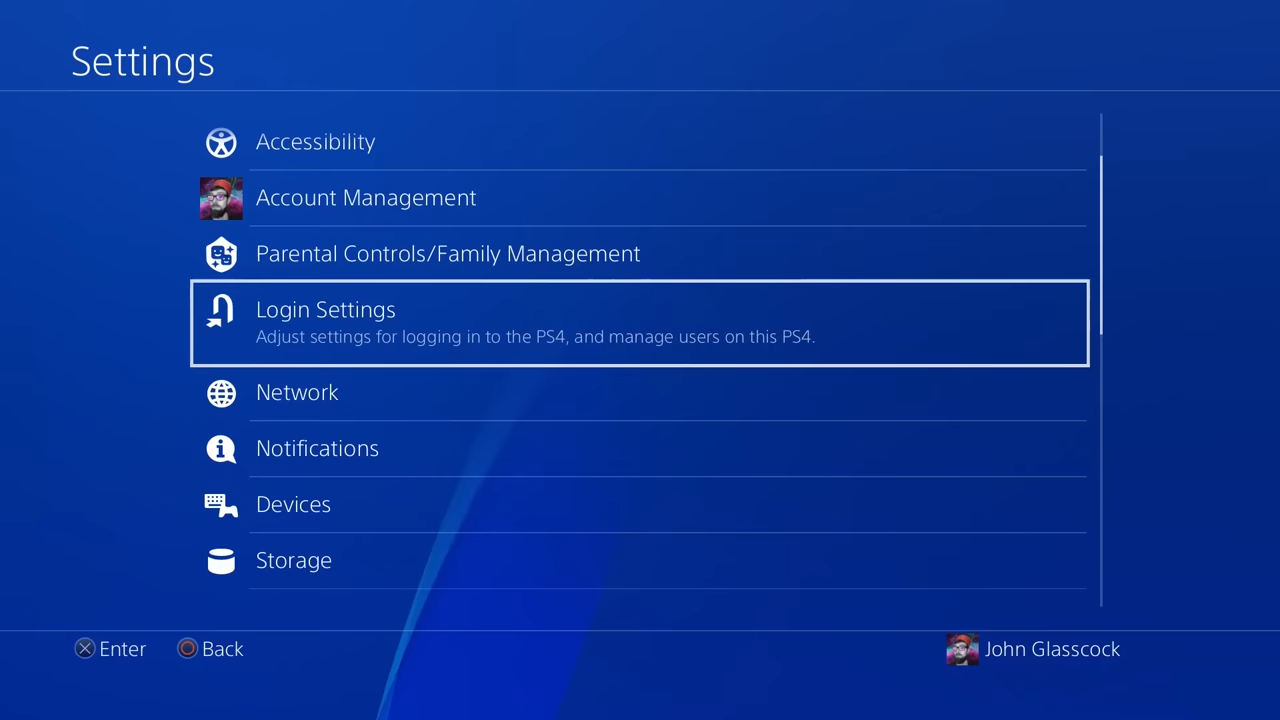 Settings
Accessibility
Account Management
Parental Controls/Family Management
Login Settings
Adjust settings for logging in to the PS4, and manage users on this PS4.
Network
Notifications
Devices
Storage
Enter Back John Glasscock